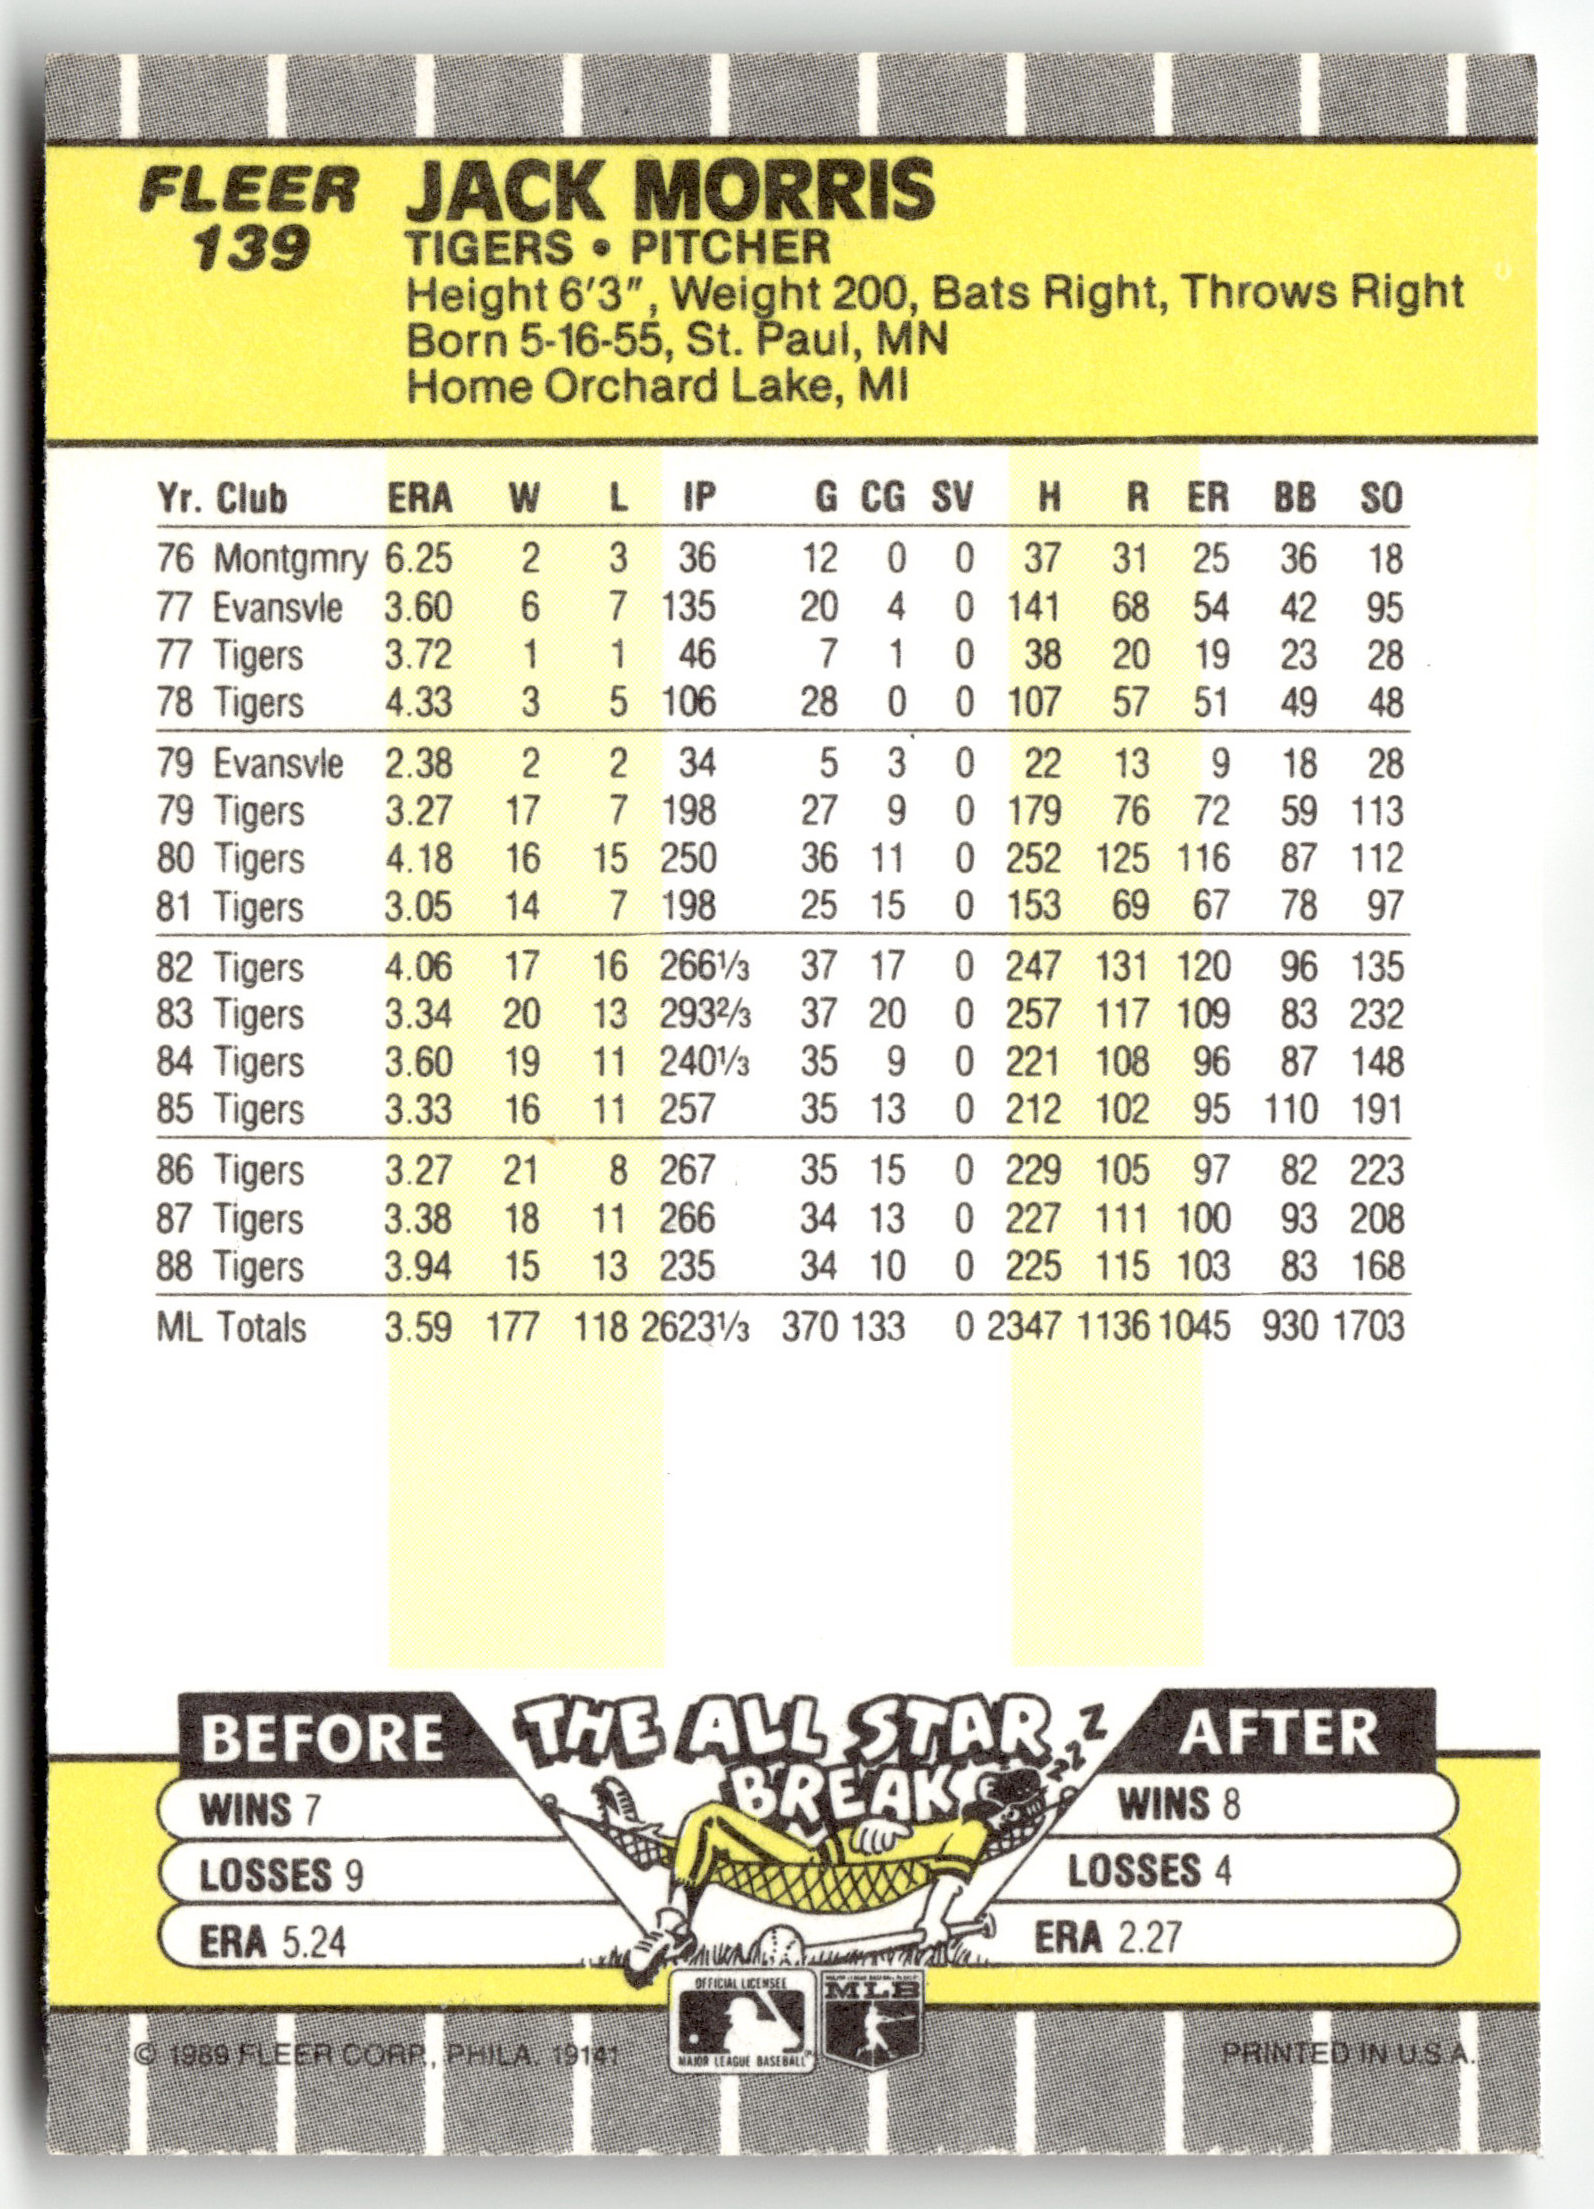 FLEER JACK MORRIS
139 TIGERS • PITCHER
Height 6'3", Weight 200, Bats Right, Throws Right
Born 5-16-55, St. Paul, MN
Home Orchard Lake, MI
Yr. Club ERA W L IP G CG SV H R ER BB SO
76 Montgmry 6.25 2 3 36 12 0 0 37 31 25 36 18
77 Evansvle 3.60 6 7 135 20 4 0 141 68 54 42 95
77 Tigers 3.72 1 1 46 7 1 0 38 20 19 23 28
78 Tigers 4.33 3 5 106 28 0 0 107 57 51 49 48
79 Evansvle 2.38 2 2 34 5 3 0 22 13 9 18 28
79 Tigers 3.27 17 7 198 27 9 0 179 76 72 59 113
80 Tigers 4.18 16 15 250 36 11 0 252 125 116 87 112
81 Tigers 3.05 14 7 198 25 15 0 153 69 67 78 97
82 Tigers 4.06 17 16 266⅓ 37 17 0 247 131 120 96 135
83 Tigers 3.34 20 13 293⅔ 37 20 0 257 117 109 83 232
84 Tigers 3.60 19 11 240⅓ 35 9 0 221 108 96 87 148
85 Tigers 3.33 16 11 257 35 13 0 212 102 95 110 191
86 Tigers 3.27 21 8 267 35 15 0 229 105 97 82 223
87 Tigers 3.38 18 11 266 34 13 0 227 111 100 93 208
88 Tigers 3.94 15 13 235 34 10 0 225 115 103 83 168
ML Totals 3.59 177 118 2623⅓ 370 133 0 2347 1136 1045 930 1703
BEFORE THE ALL STAR BREAK AFTER
ZZZZ
WINS 7 WINS 8
LOSSES 9 LOSSES 4
ERA 5.24 ERA 2.27
OFFICIAL LICENSEE
MAJOR LEAGUE BASEBALL
MLB
© 1989 FLEER CORP., PHILA. 19141 PRINTED IN U.S.A.